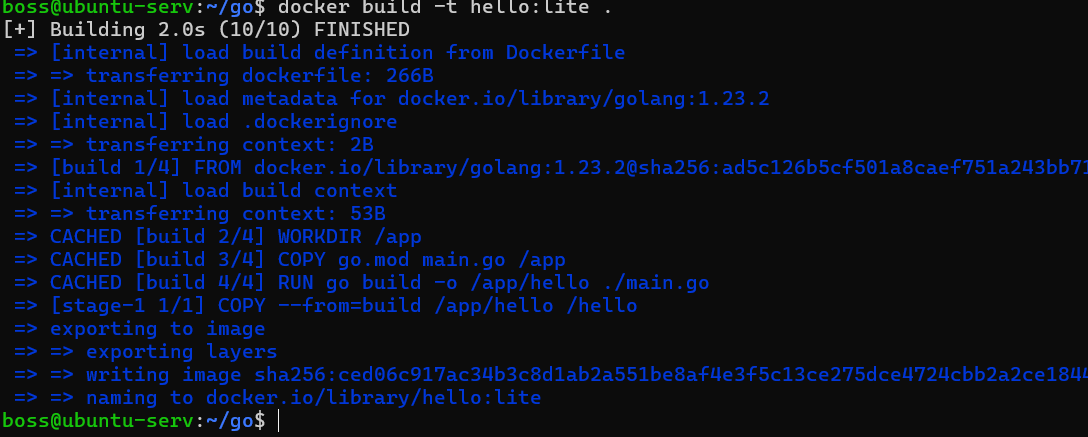 boss@ubuntu-serv:~/go$ docker build -t hello:lite .
[+] Building 2.0s (10/10) FINISHED
=> [internal] load build definition from Dockerfile
=> => transferring dockerfile: 266B
=> [internal] load metadata for docker.io/library/golang:1.23.2
=> [internal] load .dockerignore
=> => transferring context: 2B
=> [build 1/4] FROM docker.io/library/golang:1.23.2@sha256:ad5c126b5cf501a8caef751a243bb71
=> [internal] load build context
=> => transferring context: 53B
=> CACHED [build 2/4] WORKDIR /app
=> CACHED [build 3/4] COPY go.mod main.go /app
=> CACHED [build 4/4] RUN go build -o /app/hello ./main.go
=> [stage-1 1/1] COPY --from=build /app/hello /hello
=> exporting to image
=> => exporting layers
=> => writing image sha256:ced06c917ac34b3c8d1ab2a551be8af4e3f5c13ce275dce4724cbb2a2ce1844
=> => naming to docker.io/library/hello:lite
boss@ubuntu-serv:~/go$